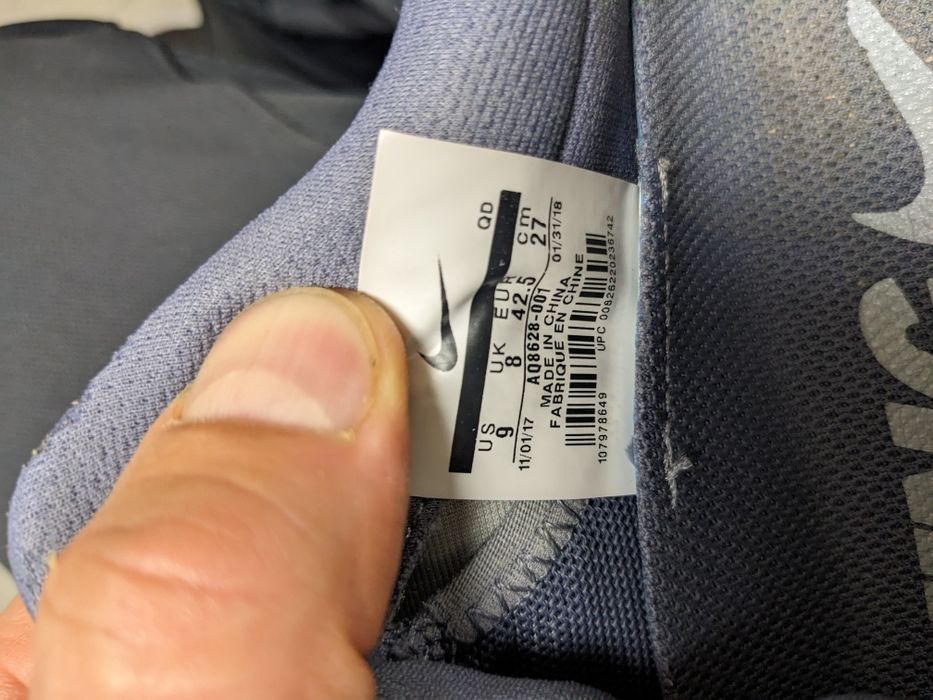 QD
US UK EUR cm
9 8 42.5 27
11/01/17 AQ8628-001 01/31/18
MADE IN CHINA
FABRIQUE EN CHINE
107978649 UPC 00826220236742